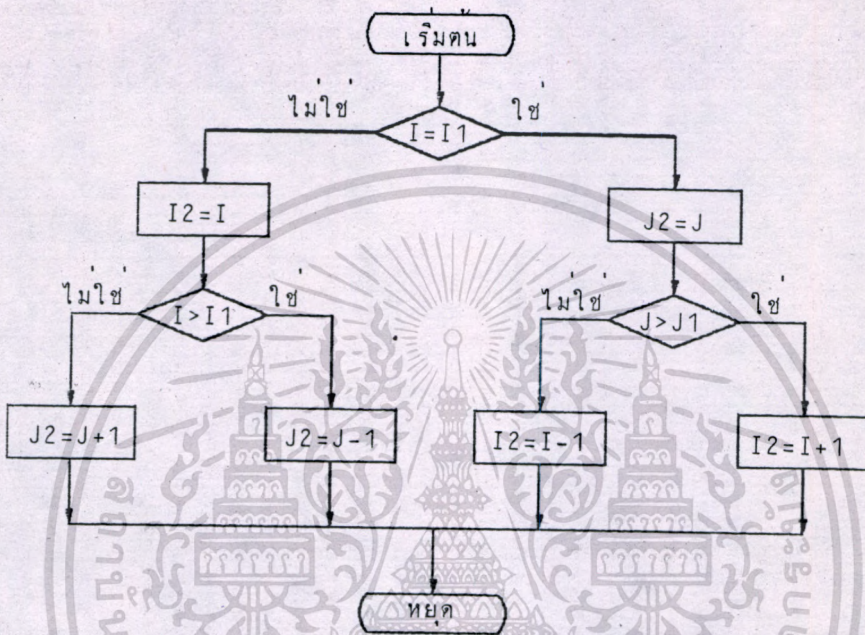 เริ่มต้น
ไม่ใช่
ใช่
I=I1
I2=I
J2=J
ไม่ใช่
ใช่
ไม่ใช่
ใช่
I>I1
J>J1
J2=J+1
J2=J-1
I2=I-1
I2=I+1
หยุด